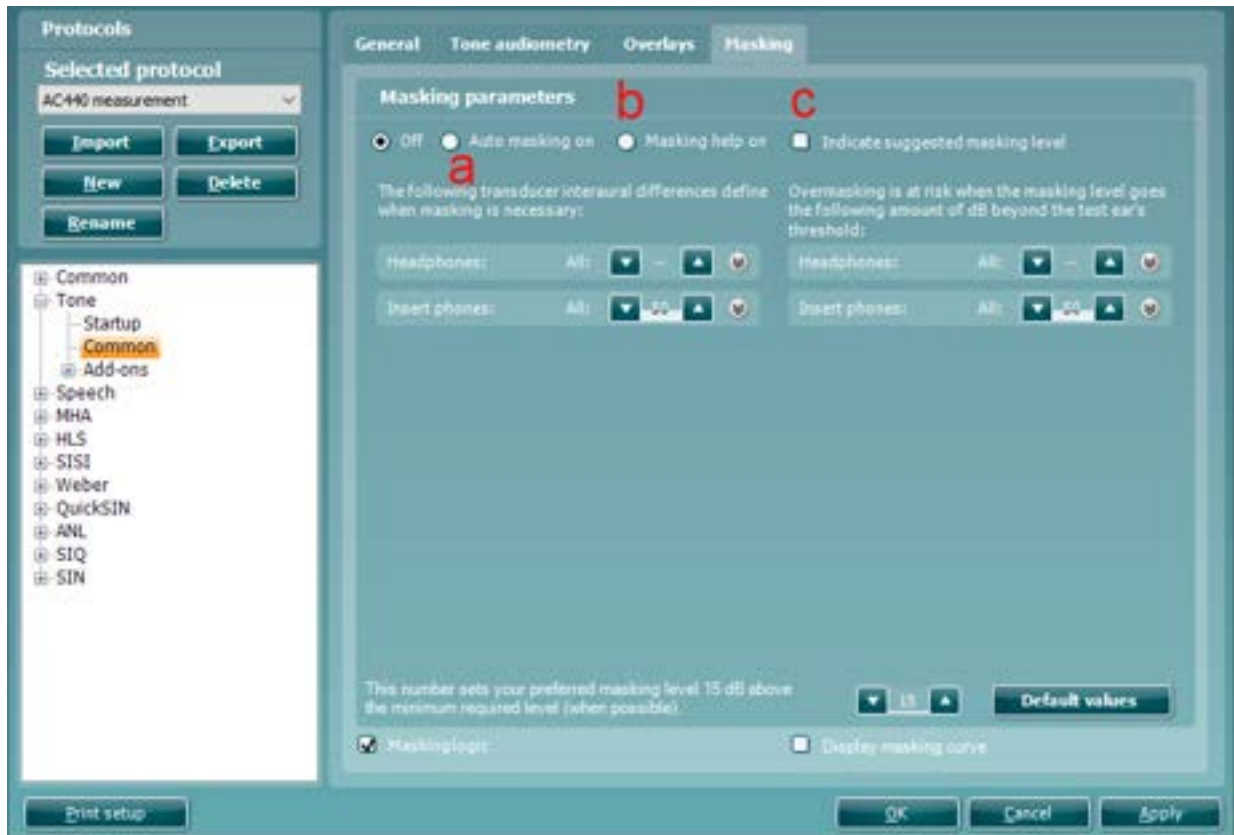 Protocols
Selected protocol
AC440 measurement
Import Export
New Delete
Rename
Common
Tone
Startup
Common
Add-ons
Speech
MHA
HLS
SISI
Weber
QuickSIN
ANL
SIQ
SIN
Print setup
General Tone audiometry Overlays Masking
Masking parameters
b c
Off Auto masking on Masking help on Indicate suggested masking level
a
The following transducer interaural differences define
when masking is necessary:
Headphones: All: --
Insert phones: All: 50
Overmasking is at risk when the masking level goes
the following amount of dB beyond the test ear's
threshold:
Headphones: All: --
Insert phones: All: 50
This number sets your preferred masking level 15 dB above
the minimum required level (when possible)
15 Default values
Masking logic Display masking curve
OK Cancel Apply